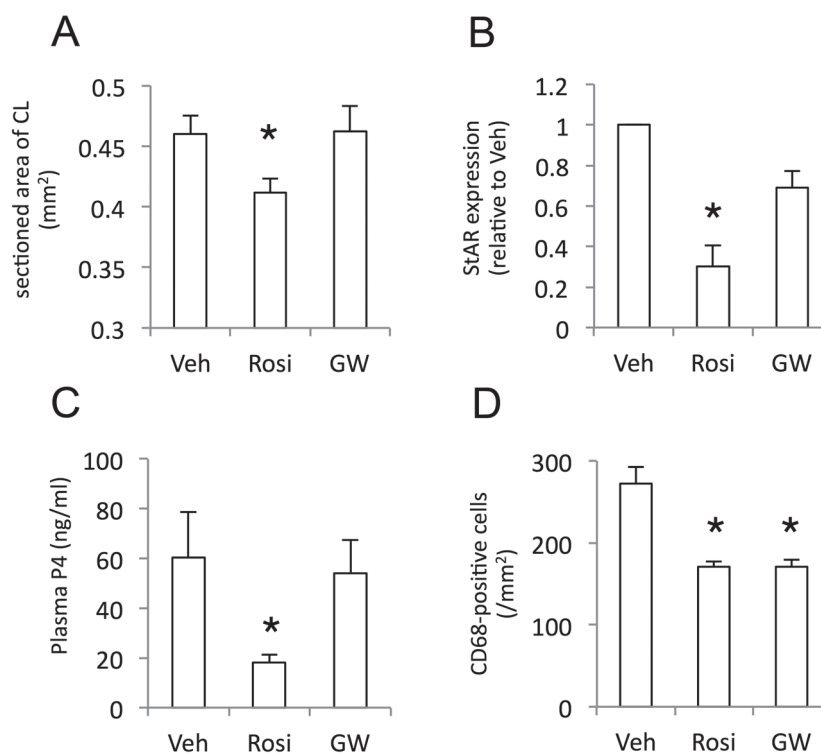 A
sectioned area of CL
(mm²)
0.5
0.45
0.4
0.35
0.3
*
Veh Rosi GW
B
StAR expression
(relative to Veh)
1.2
1
0.8
0.6
0.4
0.2
0
*
Veh Rosi GW
C
Plasma P4 (ng/ml)
100
80
60
40
20
0
*
Veh Rosi GW
D
CD68-positive cells
(/mm²)
300
200
100
0
* *
Veh Rosi GW